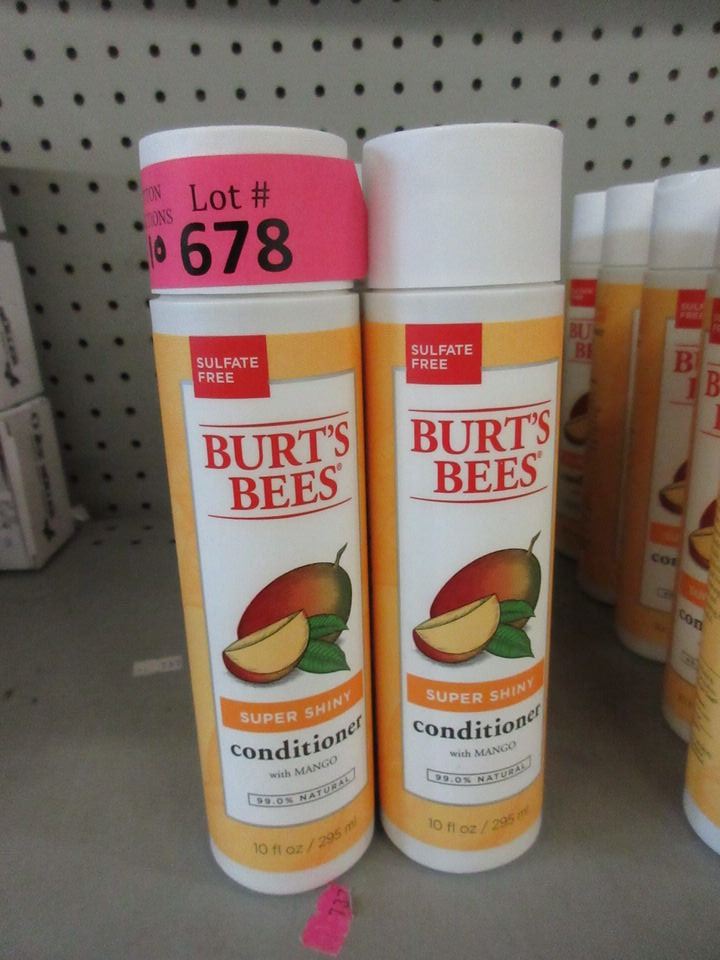 Lot #
678
SULFATE
FREE
BURT'S
BEES®
SUPER SHINY
conditioner
with MANGO
99.0% NATURAL
10 fl oz / 295 ml
SULFATE
FREE
BURT'S
BEES®
SUPER SHINY
conditioner
with MANGO
99.0% NATURAL
10 fl oz / 295 ml
737